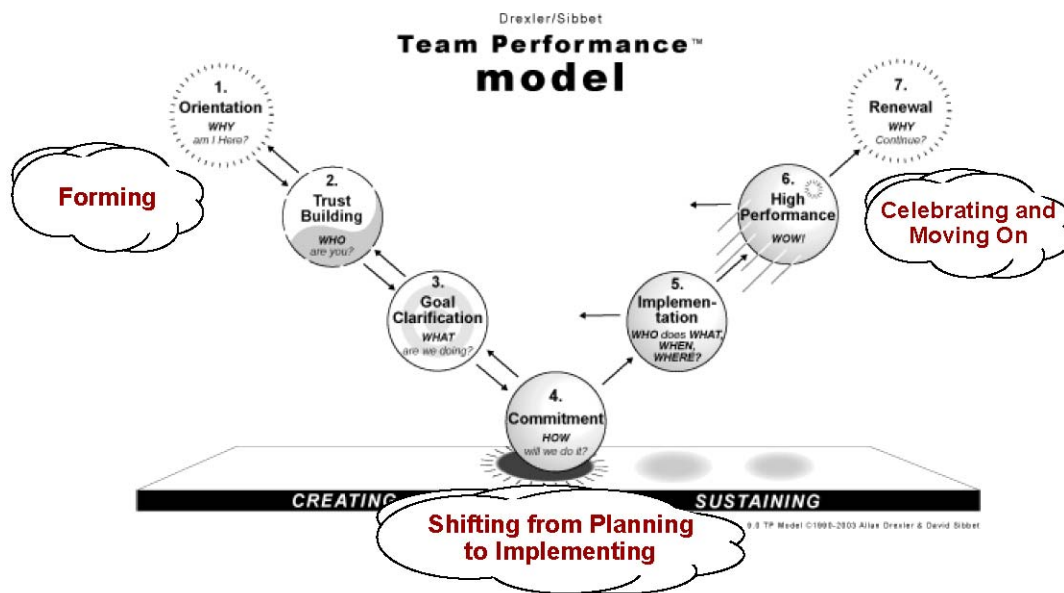 Drexler/Sibbet
Team Performance™
model
1.
Orientation
WHY
am I Here?
Forming
2.
Trust
Building
WHO
are you?
3.
Goal
Clarification
WHAT
are we doing?
4.
Commitment
HOW
will we do it?
5.
Implemen-
tation
WHO does WHAT,
WHEN,
WHERE?
6.
High
Performance
WOW!
7.
Renewal
WHY
Continue?
Celebrating and
Moving On
CREATING
SUSTAINING
Shifting from Planning
to Implementing
9.0 TP Model ©1990-2003 Allan Drexler & David Sibbet